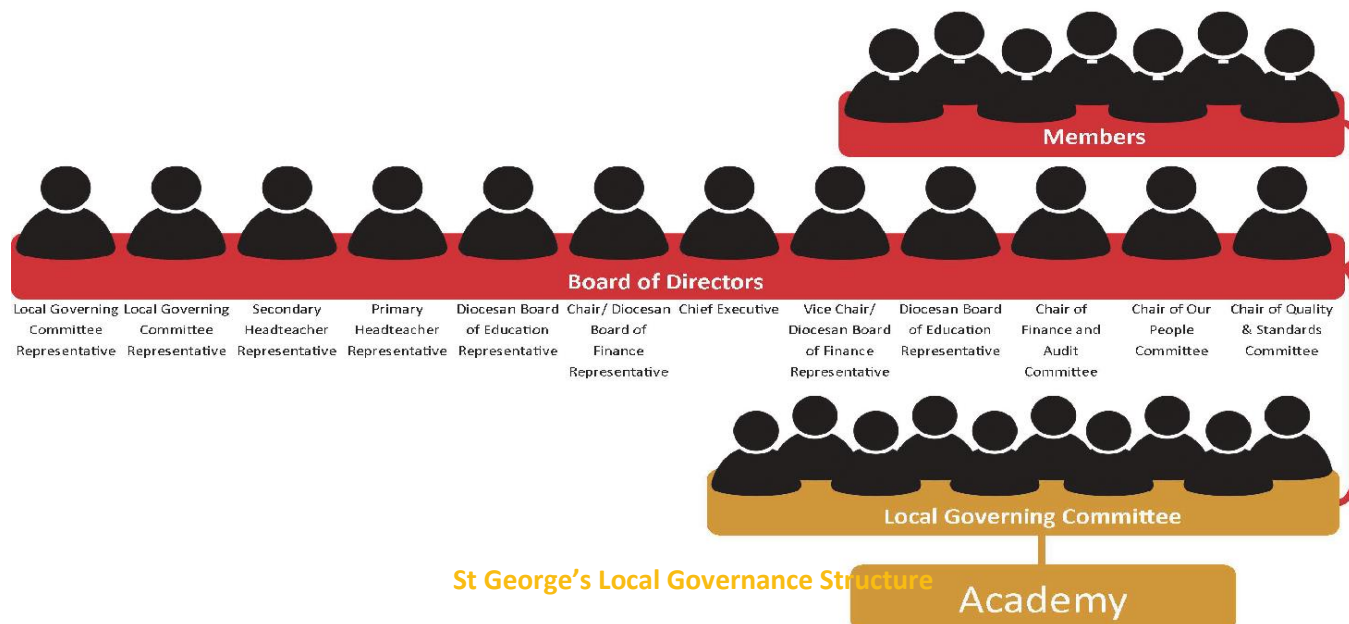 Members
Board of Directors
Local Governing
Committee
Representative
Local Governing
Committee
Representative
Secondary
Headteacher
Representative
Primary
Headteacher
Representative
Diocesan Board
of Education
Representative
Chair/ Diocesan
Board of
Finance
Representative
Chief Executive
Vice Chair/
Diocesan Board
of Finance
Representative
Diocesan Board
of Education
Representative
Chair of
Finance and
Audit
Committee
Chair of Our
People
Committee
Chair of Quality
& Standards
Committee
Local Governing Committee
St George’s Local Governance Structure
Academy